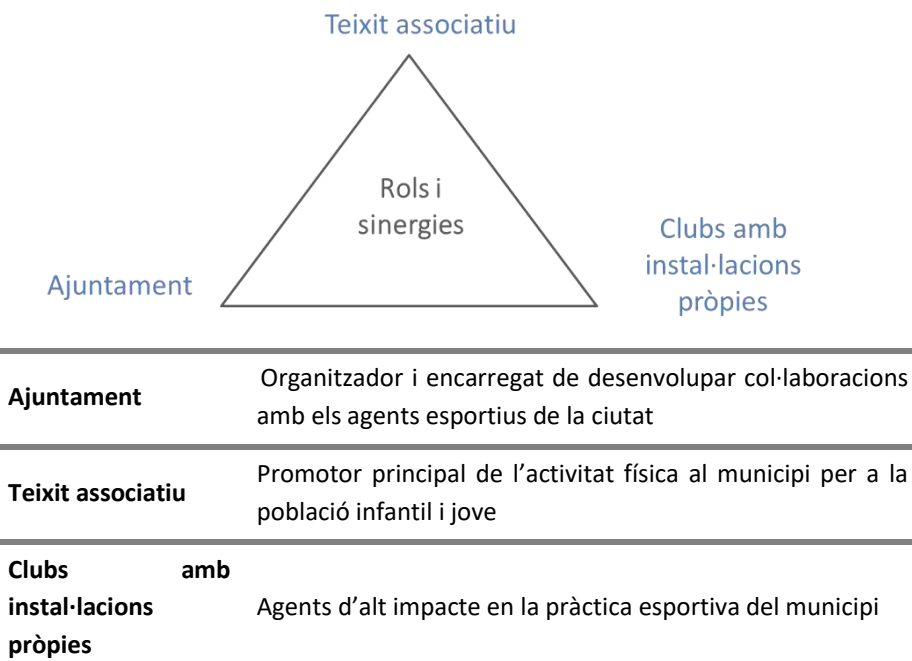 Teixit associatiu
Rols i
sinergies
Ajuntament
Clubs amb
instal·lacions
pròpies
Ajuntament
Organitzador i encarregat de desenvolupar col·laboracions
amb els agents esportius de la ciutat
Teixit associatiu
Promotor principal de l’activitat física al municipi per a la
població infantil i jove
Clubs amb
instal·lacions
pròpies
Agents d’alt impacte en la pràctica esportiva del municipi